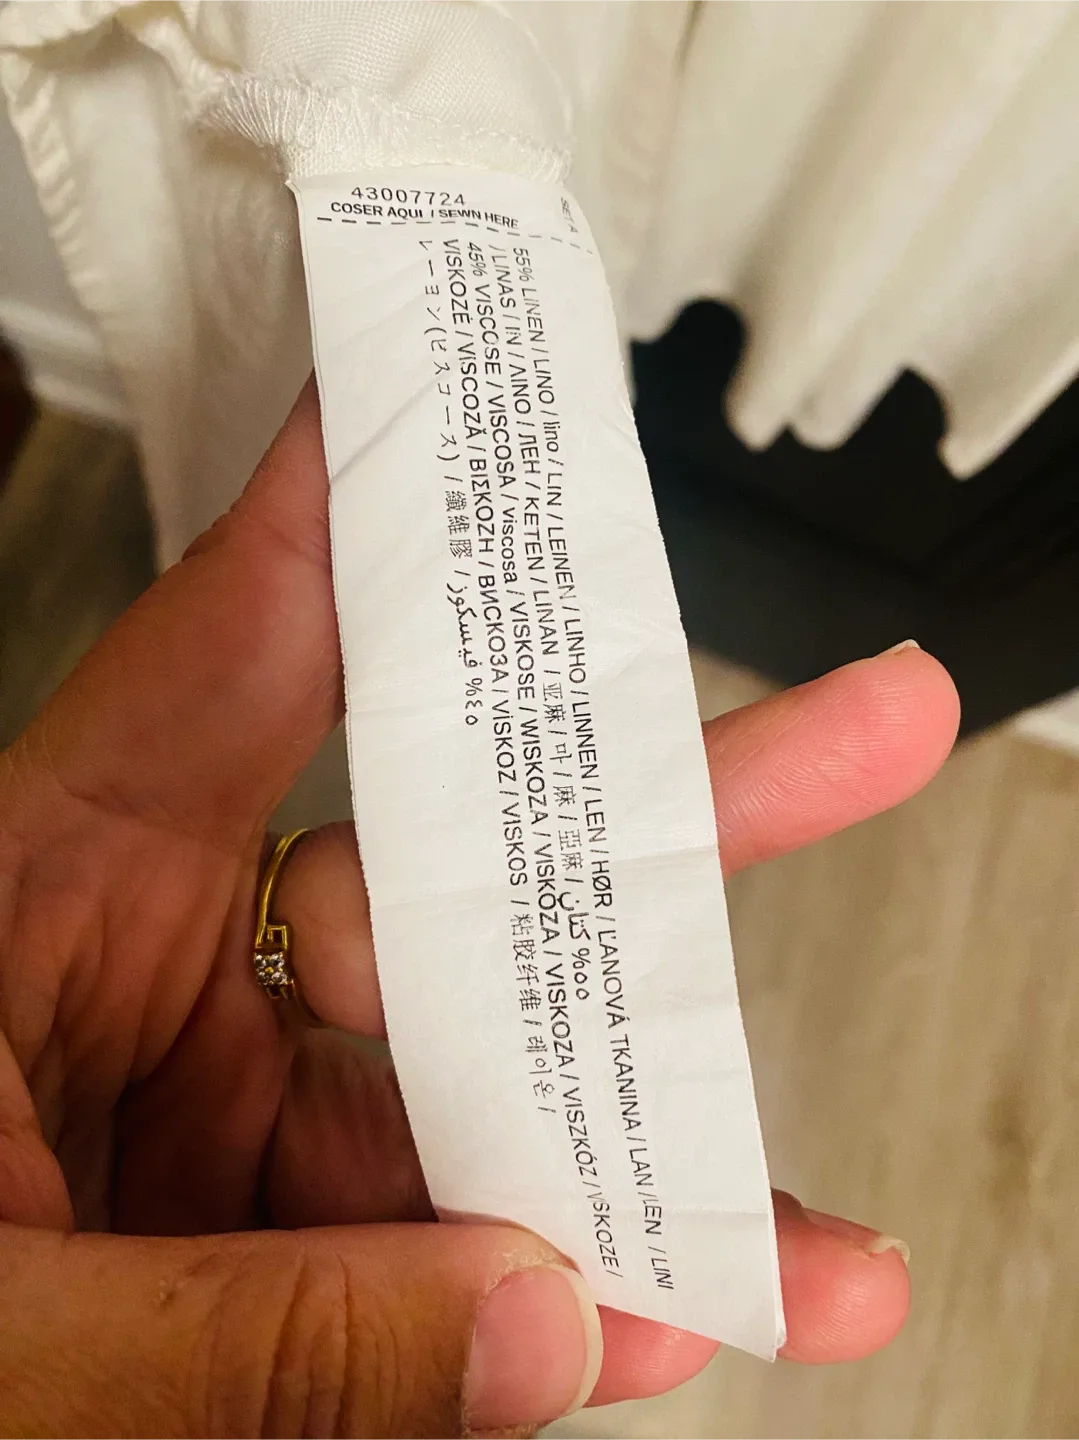 43007724
COSER AQUI / SEWN HERE
SET A
55% LINEN / LINO / lino / LIN / LEINEN / LINHO / LINNEN / LEN / HØR / ĽANOVÁ TKANINA / LAN / LEN / LINI
/ LINAS / IN / ΛΙΝΟ / ЛЕН / KETEN / LINAN / 亚麻 / 마 / 麻 / 亞麻 / ٥٥% كتان
45% VISCOSE / VISCOSA / viscosa / VISKOSE / WISKOZA / VISKÓZA / VISKOZA / VISZKÓZ / VISKOZE /
VISKOZĖ / VISCOZĂ / ΒΙΣΚΟΖΗ / ВИСКОЗА / VİSKOZ / VISKOS / 粘胶纤维 / 레이온 /
レーヨン(ビスコース) / 纖維膠 / ٤٥% فيسكوز